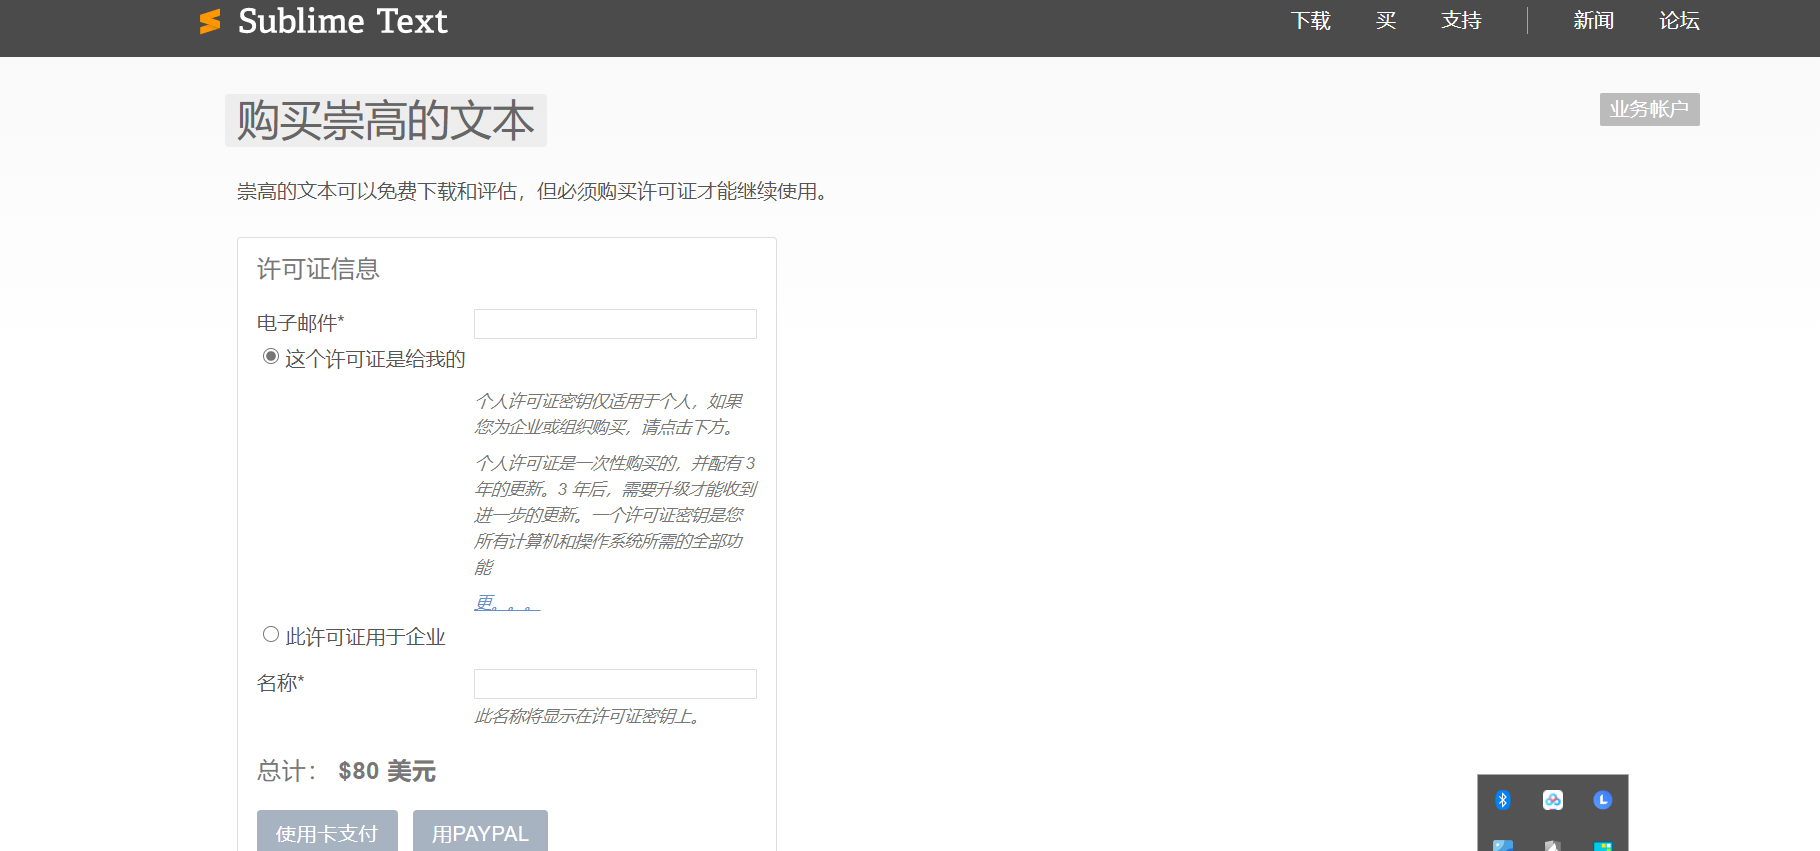 Sublime Text
下载 买 支持 新闻 论坛
购买崇高的文本
业务帐户
崇高的文本可以免费下载和评估，但必须购买许可证才能继续使用。
许可证信息
电子邮件*
这个许可证是给我的
个人许可证密钥仅适用于个人，如果
您为企业或组织购买，请点击下方。
个人许可证是一次性购买的，并配有 3
年的更新。3 年后，需要升级才能收到
进一步的更新。一个许可证密钥是您
所有计算机和操作系统所需的全部功
能
更。。。
此许可证用于企业
名称*
此名称将显示在许可证密钥上。
总计： $80 美元
使用卡支付 用PAYPAL